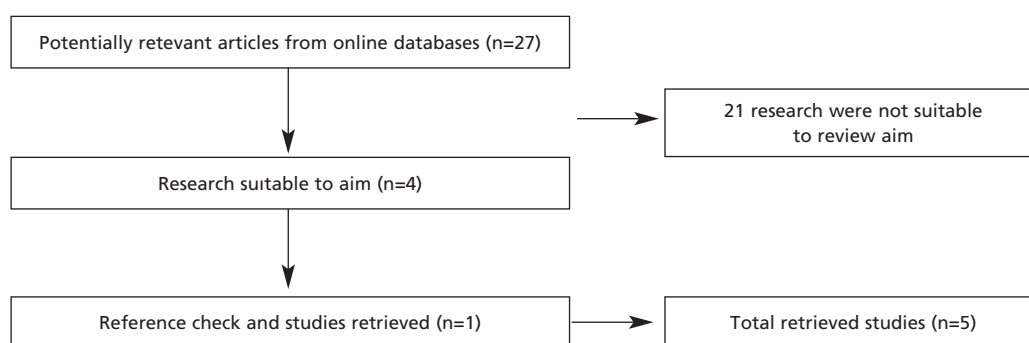 Potentially retevant articles from online databases (n=27)
21 research were not suitable
to review aim
Research suitable to aim (n=4)
Reference check and studies retrieved (n=1)
Total retrieved studies (n=5)